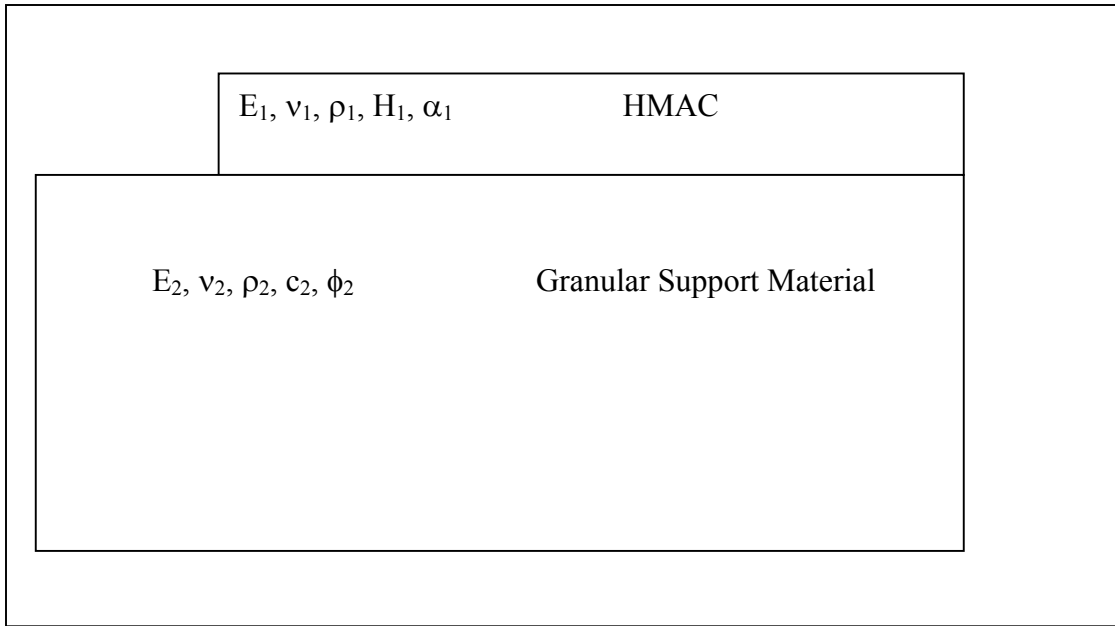 E₁, ν₁, ρ₁, H₁, α₁ HMAC
E₂, ν₂, ρ₂, c₂, ϕ₂ Granular Support Material